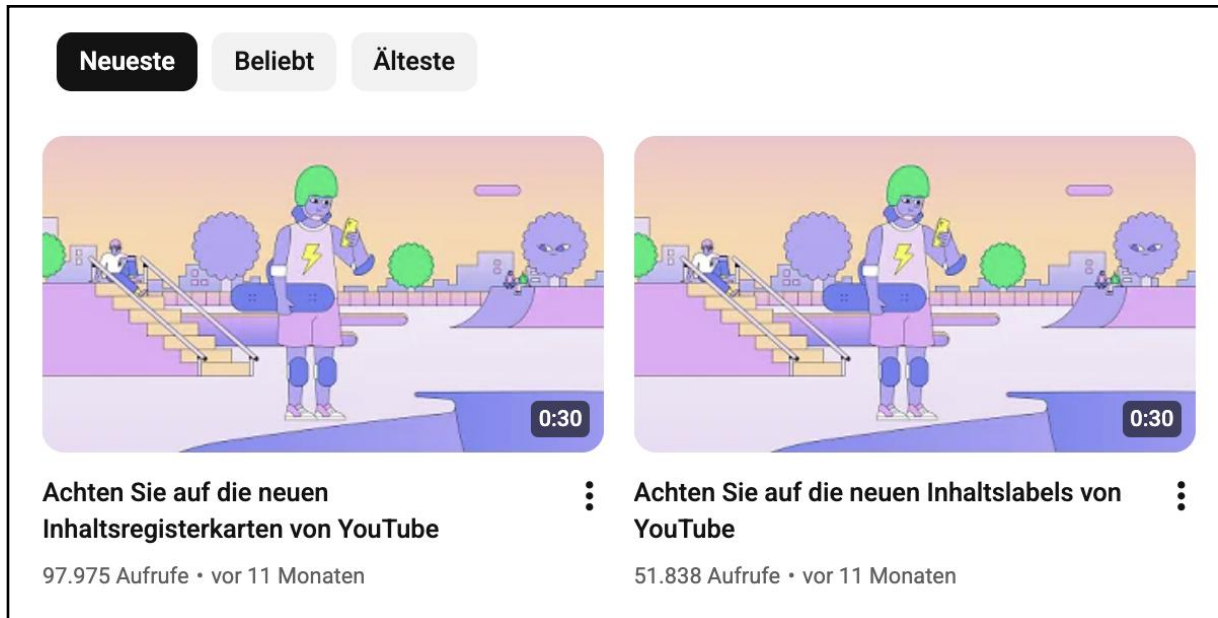 Neueste
Beliebt
Älteste
0:30
0:30
Achten Sie auf die neuen
Inhaltsregisterkarten von YouTube
97.975 Aufrufe • vor 11 Monaten
Achten Sie auf die neuen Inhaltslabels von
YouTube
51.838 Aufrufe • vor 11 Monaten